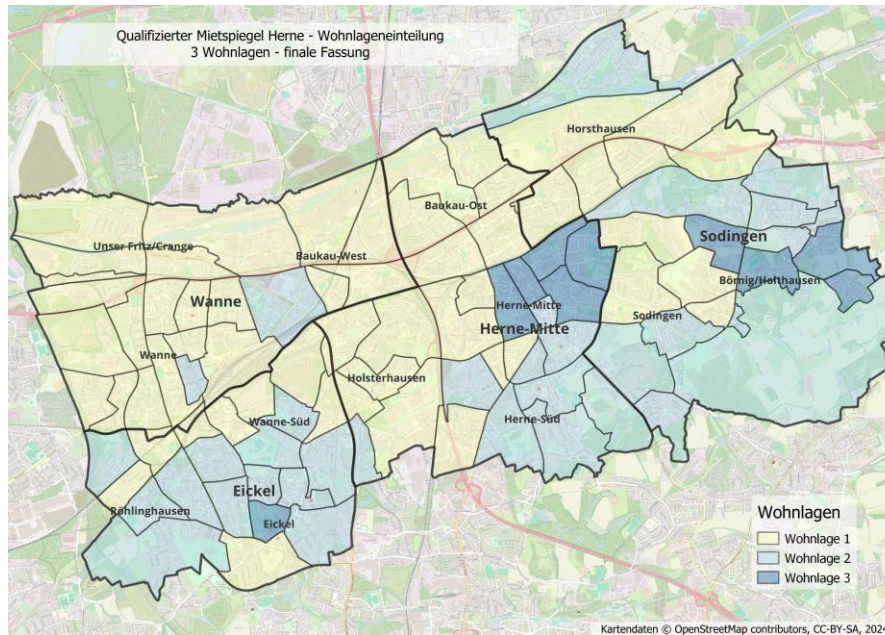 Qualifizierter Mietspiegel Herne - Wohnlageneinteilung
3 Wohnlagen - finale Fassung
Horsthausen
Baukau-Ost
Sodingen
Unser Fritz/Crange
Baukau-West
Börnig/Holthausen
Wanne
Herne-Mitte
Sodingen
Herne-Mitte
Wanne
Holsterhausen
Wanne-Süd
Herne-Süd
Eickel
Röhlinghausen
Eickel
Wohnlagen
Wohnlage 1
Wohnlage 2
Wohnlage 3
Kartendaten © OpenStreetMap contributors, CC-BY-SA, 2024